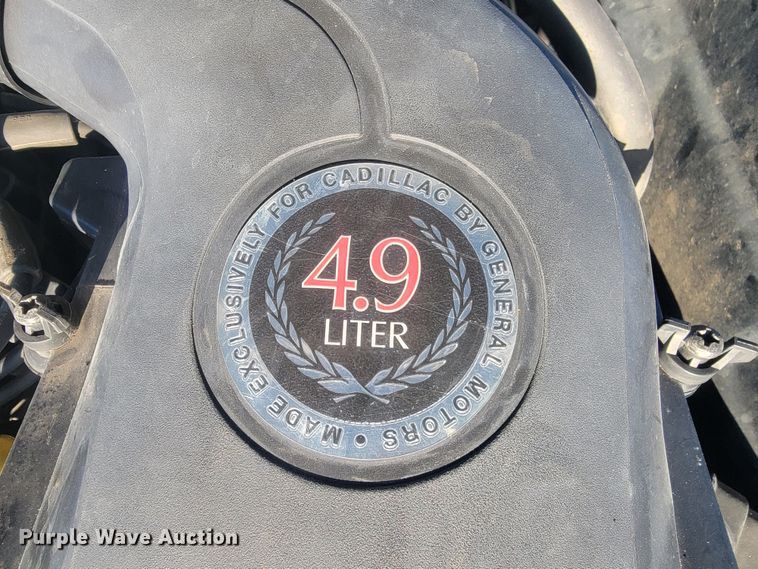 MADE EXCLUSIVELY FOR CADILLAC BY GENERAL MOTORS •
4.9
LITER
Purple Wave Auction